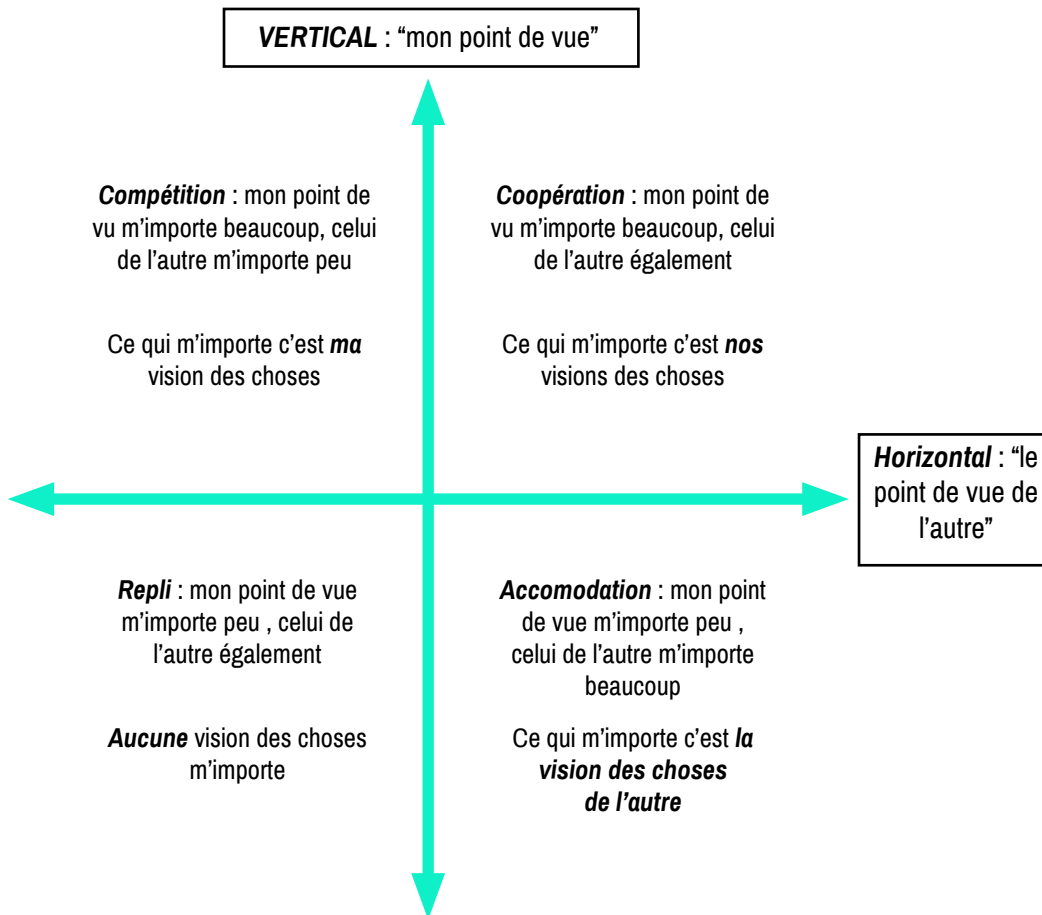 VERTICAL : “mon point de vue”
Compétition : mon point de
vu m’importe beaucoup, celui
de l’autre m’importe peu
Ce qui m’importe c’est ma
vision des choses
Coopération : mon point de
vu m’importe beaucoup, celui
de l’autre également
Ce qui m’importe c’est nos
visions des choses
Horizontal : “le
point de vue de
l’autre”
Repli : mon point de vue
m’importe peu , celui de
l’autre également
Aucune vision des choses
m’importe
Accomodation : mon point
de vue m’importe peu ,
celui de l’autre m’importe
beaucoup
Ce qui m’importe c’est la
vision des choses
de l’autre